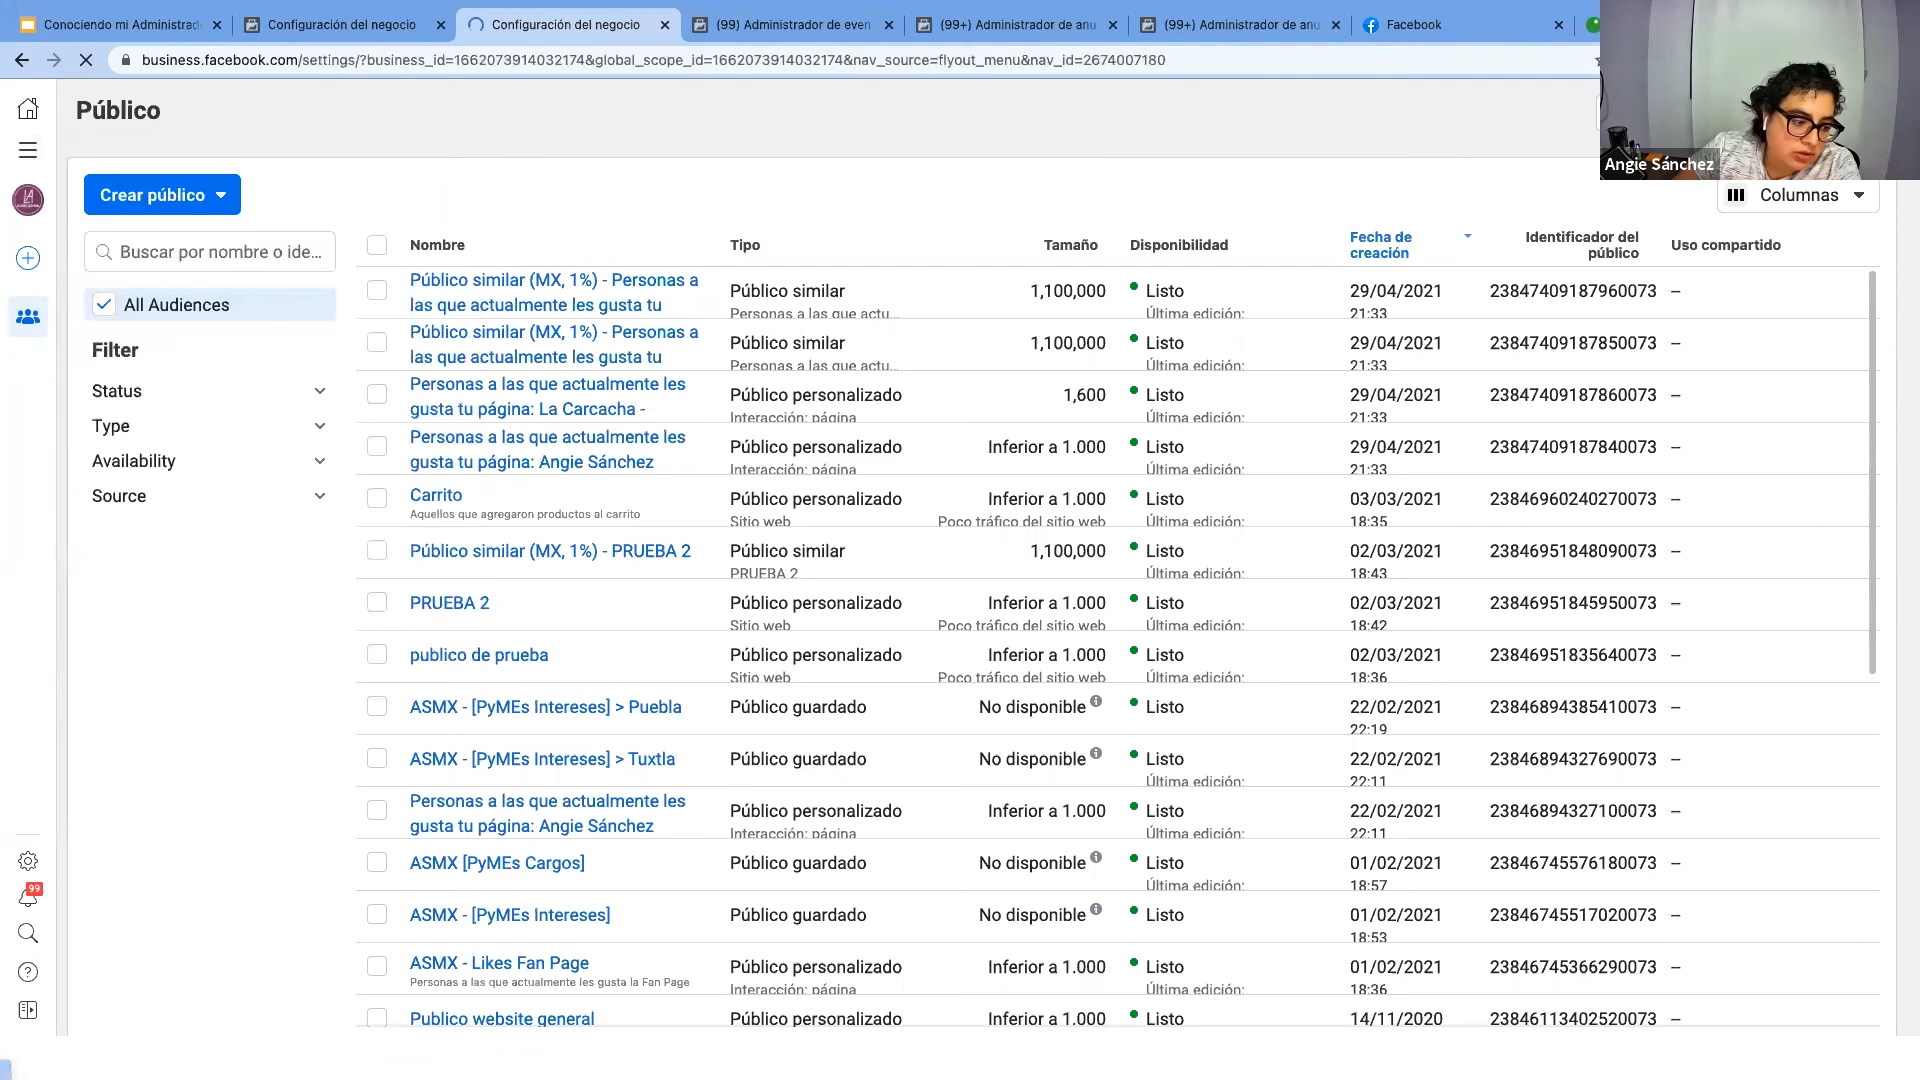 Conociendo mi Administrad
Configuración del negocio
Configuración del negocio
(99) Administrador de even
(99+) Administrador de anu
(99+) Administrador de anu
Facebook
business.facebook.com/settings/?business_id=1662073914032174&global_scope_id=1662073914032174&nav_source=flyout_menu&nav_id=2674007180
Angie Sánchez
Público
Crear público
Columnas
Buscar por nombre o ide...
All Audiences
Filter
Status
Type
Availability
Source
99
Nombre Tipo Tamaño Disponibilidad Fecha de creación Identificador del público Uso compartido
Público similar (MX, 1%) - Personas a Público similar 1,100,000 Listo 29/04/2021 23847409187960073 --
las que actualmente les gusta tu Personas a las que actu... Última edición: 21:33
Público similar (MX, 1%) - Personas a Público similar 1,100,000 Listo 29/04/2021 23847409187850073 --
las que actualmente les gusta tu Personas a las que actu... Última edición: 21:33
Personas a las que actualmente les Público personalizado 1,600 Listo 29/04/2021 23847409187860073 --
gusta tu página: La Carcacha - Interacción: página Última edición: 21:33
Personas a las que actualmente les Público personalizado Inferior a 1.000 Listo 29/04/2021 23847409187840073 --
gusta tu página: Angie Sánchez Interacción: página Última edición: 21:33
Carrito Público personalizado Inferior a 1.000 Listo 03/03/2021 23846960240270073 --
Aquellos que agregaron productos al carrito Sitio web Poco tráfico del sitio web Última edición: 18:35
Público similar (MX, 1%) - PRUEBA 2 Público similar 1,100,000 Listo 02/03/2021 23846951848090073 --
PRUEBA 2 Última edición: 18:43
PRUEBA 2 Público personalizado Inferior a 1.000 Listo 02/03/2021 23846951845950073 --
Sitio web Poco tráfico del sitio web Última edición: 18:42
publico de prueba Público personalizado Inferior a 1.000 Listo 02/03/2021 23846951835640073 --
Sitio web Poco tráfico del sitio web Última edición: 18:36
ASMX - [PyMEs Intereses] > Puebla Público guardado No disponible Listo 22/02/2021 23846894385410073 --
22:19
ASMX - [PyMEs Intereses] > Tuxtla Público guardado No disponible Listo 22/02/2021 23846894327690073 --
Última edición: 22:11
Personas a las que actualmente les Público personalizado Inferior a 1.000 Listo 22/02/2021 23846894327100073 --
gusta tu página: Angie Sánchez Interacción: página Última edición: 22:11
ASMX [PyMEs Cargos] Público guardado No disponible Listo 01/02/2021 23846745576180073 --
Última edición: 18:57
ASMX - [PyMEs Intereses] Público guardado No disponible Listo 01/02/2021 23846745517020073 --
18:53
ASMX - Likes Fan Page Público personalizado Inferior a 1.000 Listo 01/02/2021 23846745366290073 --
Personas a las que actualmente les gusta la Fan Page Interacción: página Última edición: 18:36
Publico website general Público personalizado Inferior a 1.000 Listo 14/11/2020 23846113402520073 --